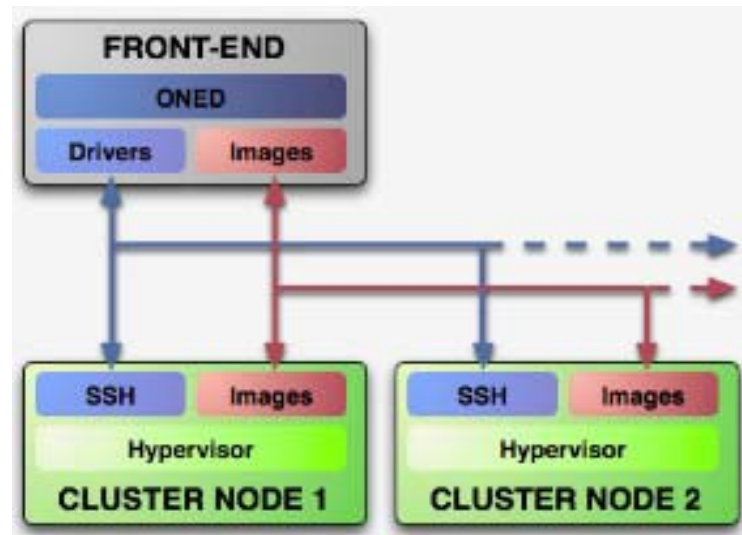 FRONT-END
ONED
Drivers Images
SSH Images
Hypervisor
CLUSTER NODE 1
SSH Images
Hypervisor
CLUSTER NODE 2